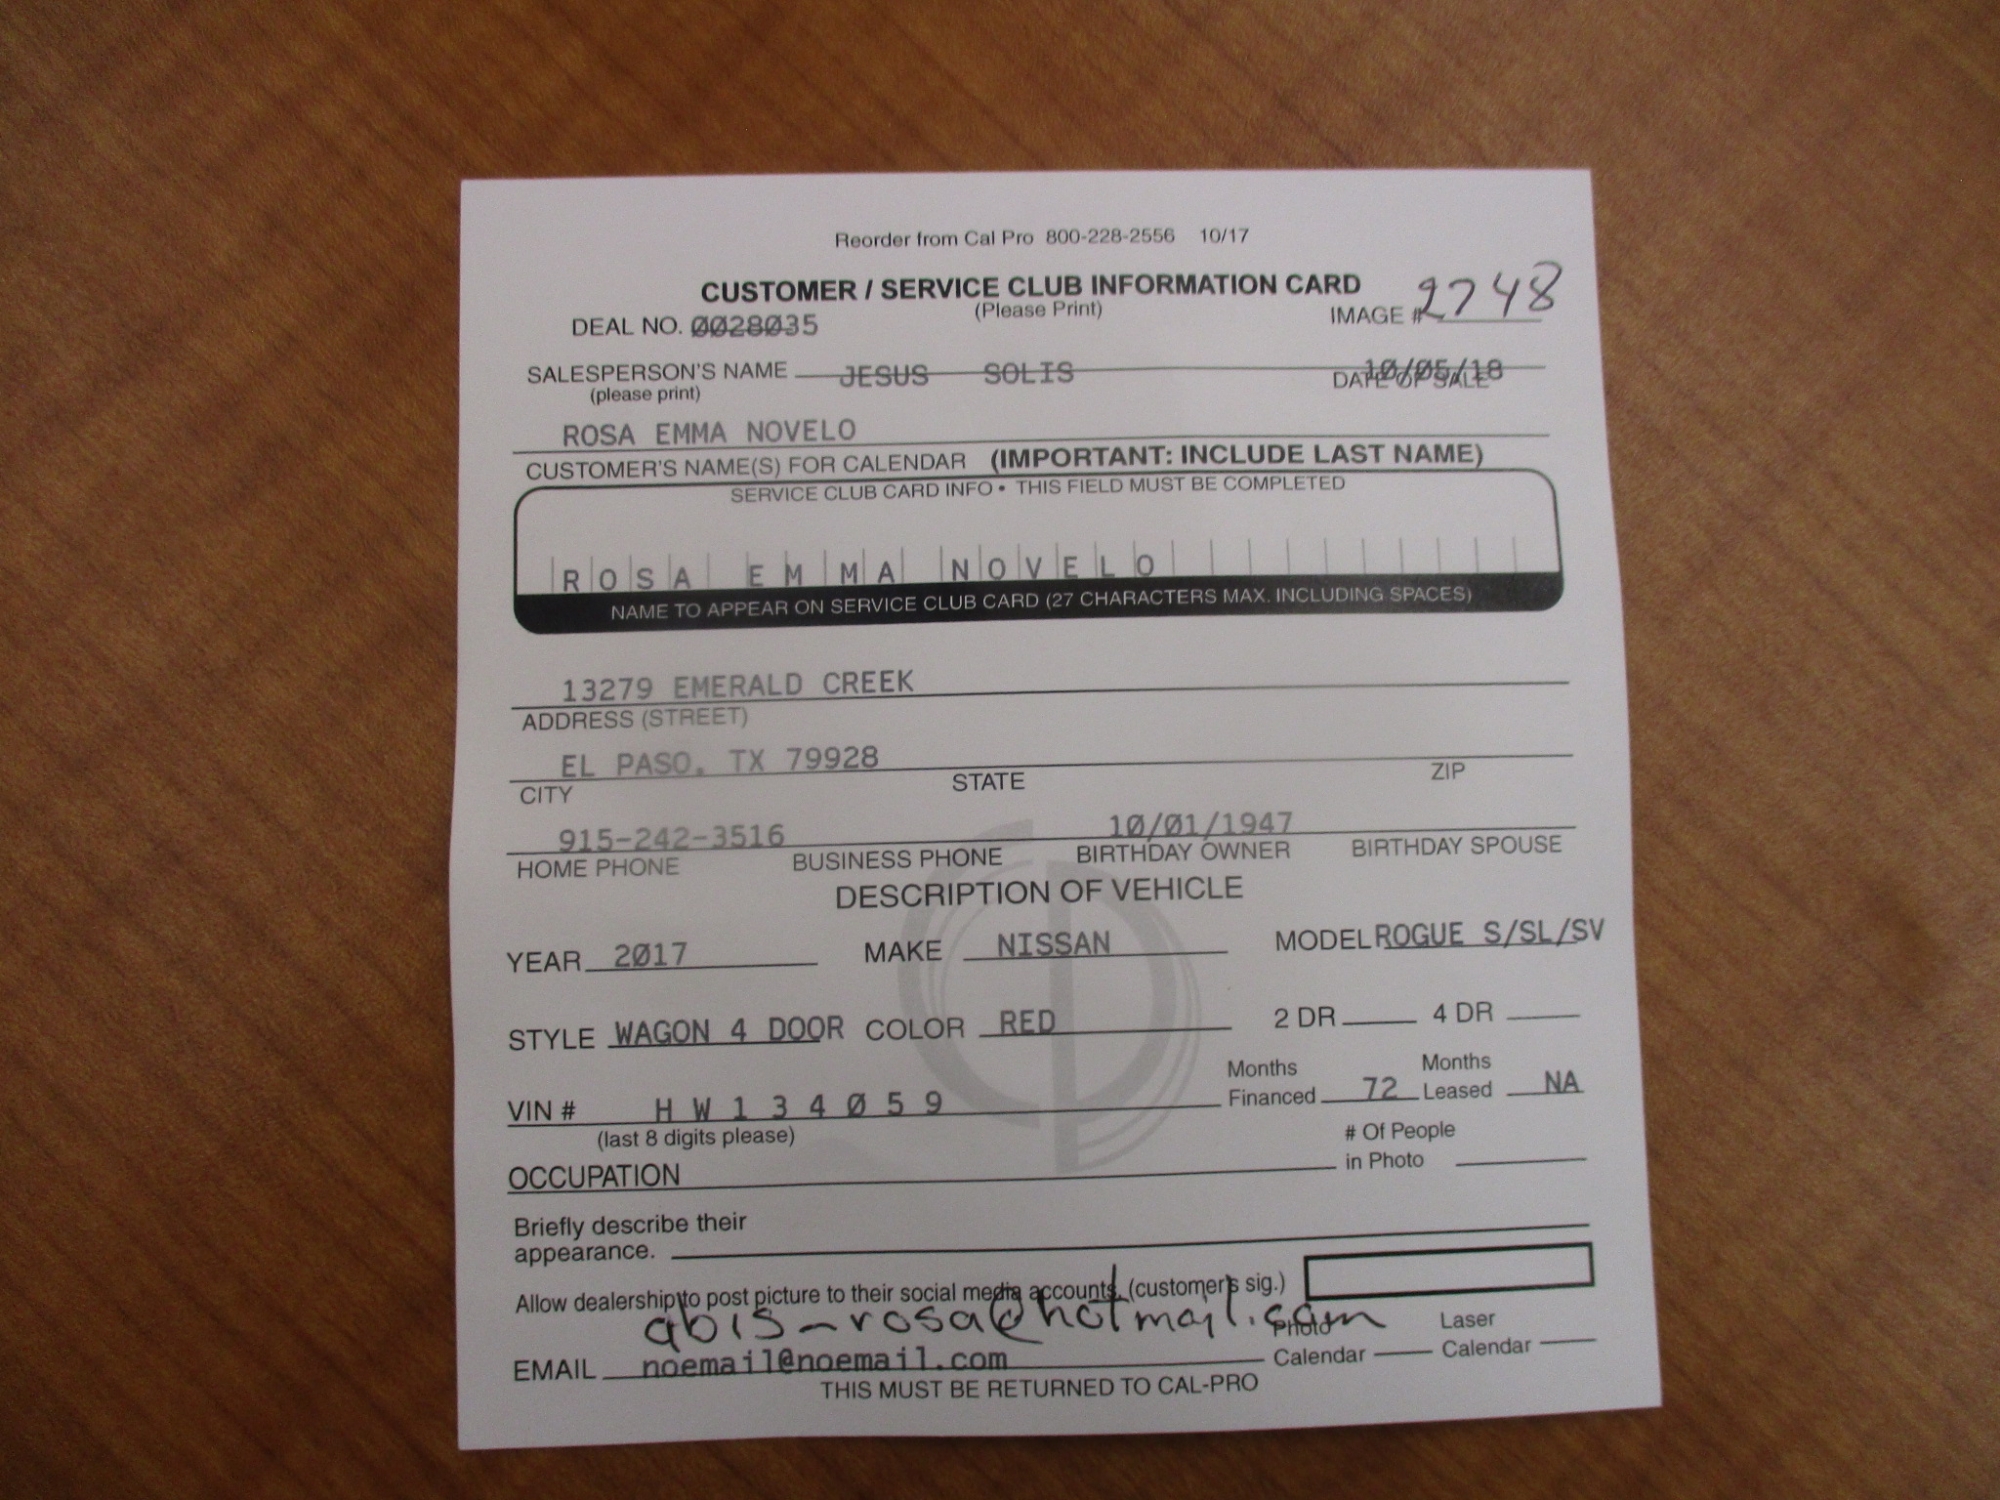 Reorder from Cal Pro 800-228-2556 10/17
CUSTOMER / SERVICE CLUB INFORMATION CARD
(Please Print)
DEAL NO. 0028035 IMAGE # 2748
SALESPERSON'S NAME JESUS SOLIS DATE OF SALE 10/05/18
(please print)
ROSA EMMA NOVELO
CUSTOMER'S NAME(S) FOR CALENDAR (IMPORTANT: INCLUDE LAST NAME)
SERVICE CLUB CARD INFO • THIS FIELD MUST BE COMPLETED
ROSA EMMA NOVELO
NAME TO APPEAR ON SERVICE CLUB CARD (27 CHARACTERS MAX. INCLUDING SPACES)
13279 EMERALD CREEK
ADDRESS (STREET)
EL PASO, TX 79928
CITY STATE ZIP
915-242-3516 10/01/1947
HOME PHONE BUSINESS PHONE BIRTHDAY OWNER BIRTHDAY SPOUSE
DESCRIPTION OF VEHICLE
YEAR 2017 MAKE NISSAN MODEL ROGUE S/SL/SV
STYLE WAGON 4 DOOR COLOR RED 2 DR 4 DR
Months Months
VIN # HW134059 Financed 72 Leased NA
(last 8 digits please)
# Of People
OCCUPATION in Photo
Briefly describe their
appearance.
Allow dealership to post picture to their social media accounts. (customer's sig.)
abis-rosa@hotmail.com
Photo Laser
EMAIL noemail@noemail.com Calendar Calendar
THIS MUST BE RETURNED TO CAL-PRO